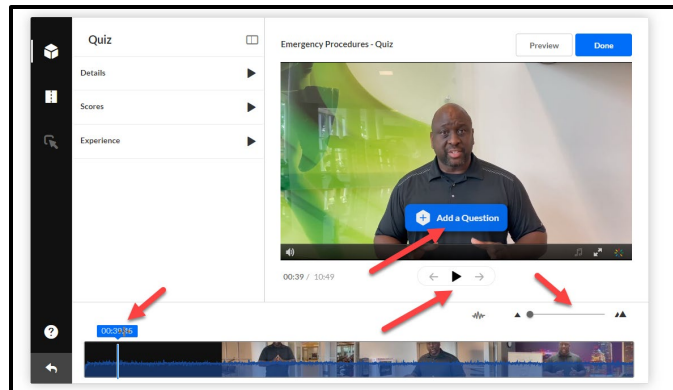 Quiz
Details
Scores
Experience
Emergency Procedures - Quiz
Preview
Done
Add a Question
00:39 / 10:49
?